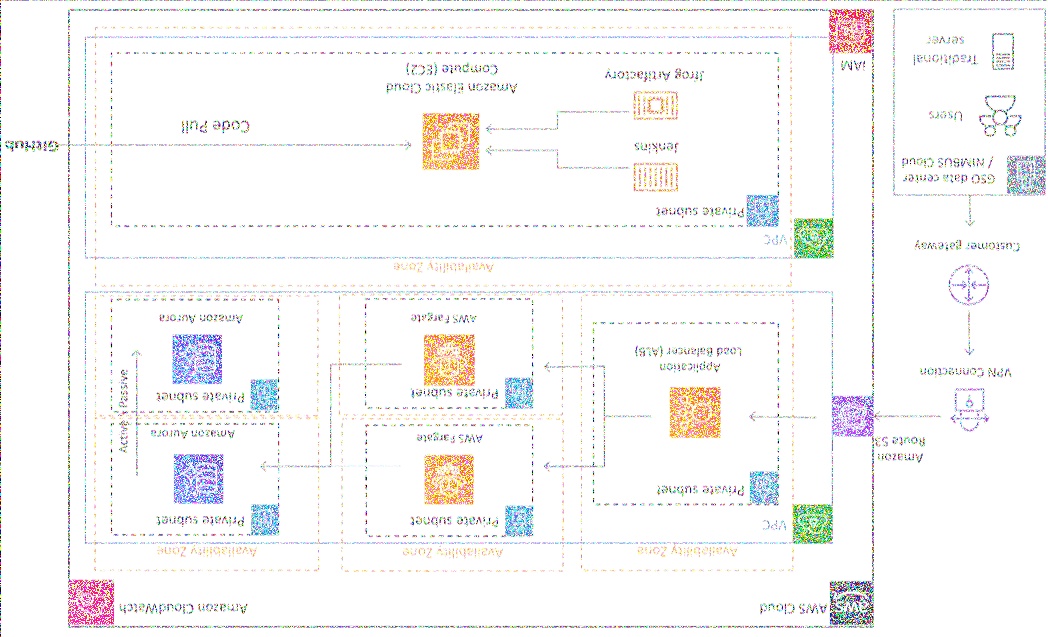 AWS Cloud
Amazon CloudWatch
Availability Zone
Availability Zone
Availability Zone
VPC
Private subnet
Application
Load Balancer (ALB)
Private subnet
AWS Fargate
Private subnet
AWS Fargate
Private subnet
Amazon Aurora
Private subnet
Amazon Aurora
Active Passive
Amazon
Route 53
VPN Connection
Customer gateway
GSO data center
/ NIMBUS Cloud
Users
Traditional
server
Availability Zone
VPC
Private subnet
Jenkins
Jfrog Artifactory
Amazon Elastic Cloud
Compute (EC2)
Code Pull
GitHub
IAM